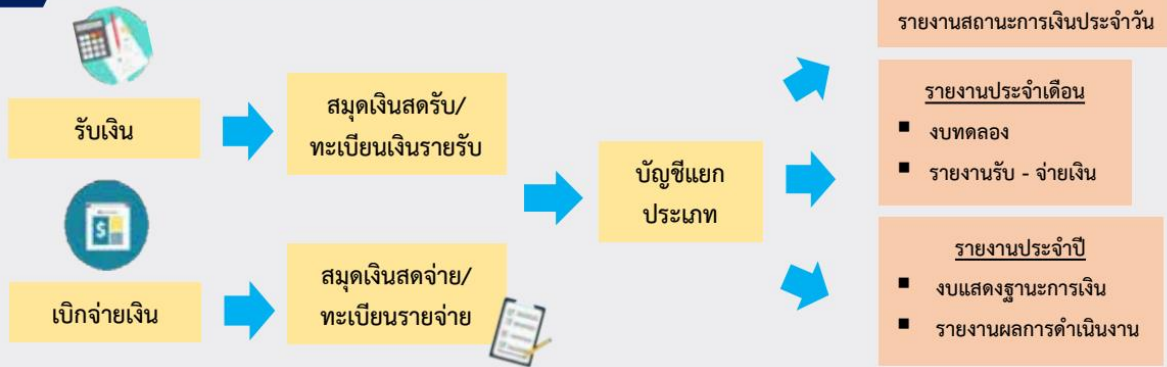 รับเงิน
สมุดเงินสดรับ/
ทะเบียนเงินรายรับ
เบิกจ่ายเงิน
สมุดเงินสดจ่าย/
ทะเบียนรายจ่าย
บัญชีแยก
ประเภท
รายงานสถานะการเงินประจำวัน
รายงานประจำเดือน
▪ งบทดลอง
▪ รายงานรับ - จ่ายเงิน
รายงานประจำปี
▪ งบแสดงฐานะการเงิน
▪ รายงานผลการดำเนินงาน
$